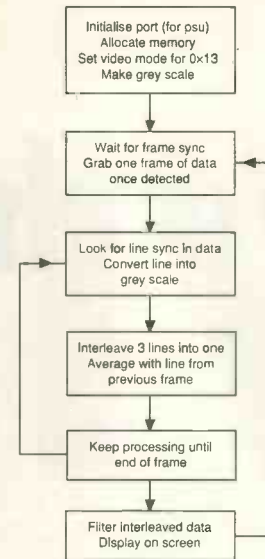 Initialise port (for psu)
Allocate memory
Set video mode for 0×13
Make grey scale
Wait for frame sync
Grab one frame of data
once detected
Look for line sync in data
Convert line into
grey scale
Interleave 3 lines into one
Average with line from
previous frame
Keep processing until
end of frame
Filter interleaved data
Display on screen